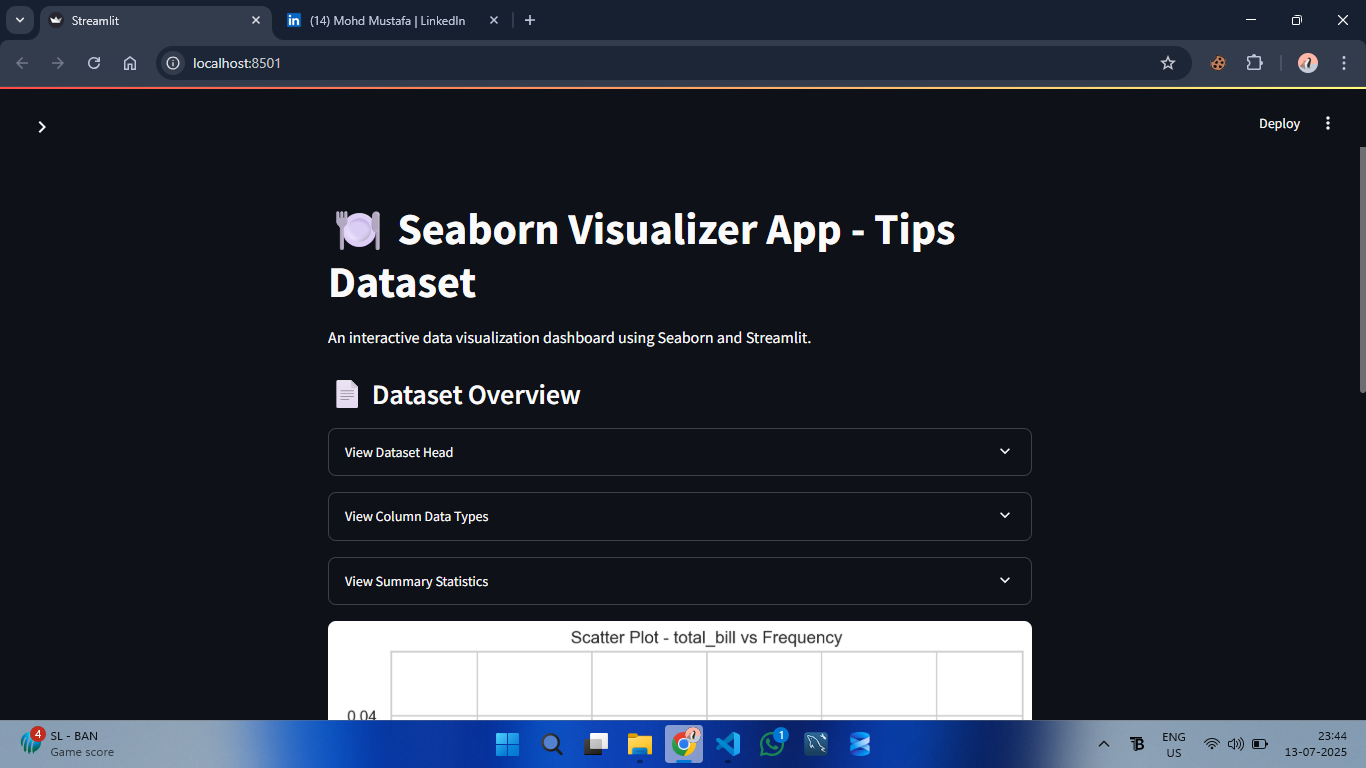 Streamlit
(14) Mohd Mustafa | LinkedIn
localhost:8501
Deploy
Seaborn Visualizer App - Tips
Dataset
An interactive data visualization dashboard using Seaborn and Streamlit.
Dataset Overview
View Dataset Head
View Column Data Types
View Summary Statistics
Scatter Plot - total_bill vs Frequency
0.04
4
SL - BAN
Game score
1
ENG
US
23:44
13-07-2025